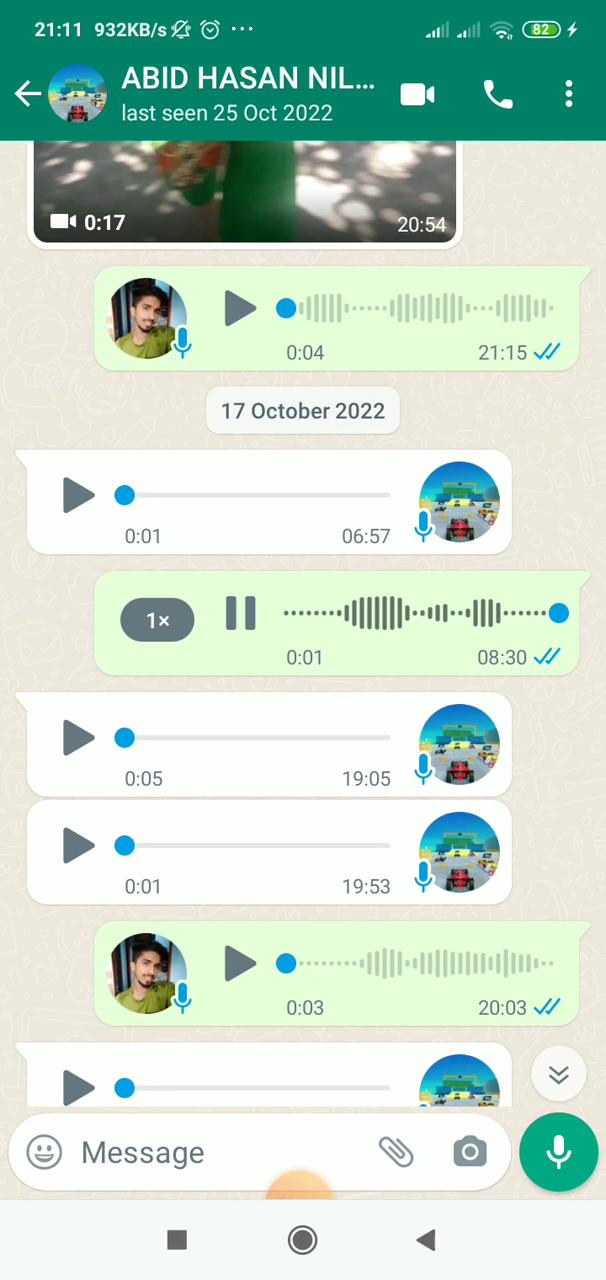 21:11 932KB/s ... 82
ABID HASAN NIL...
last seen 25 Oct 2022
0:17 20:54
0:04 21:15
17 October 2022
0:01 06:57
1×
0:01 08:30
0:05 19:05
0:01 19:53
0:03 20:03
Message